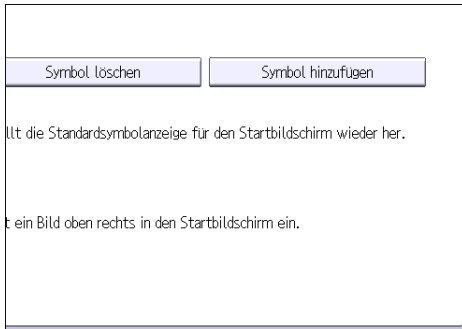 Symbol löschen
Symbol hinzufügen
llt die Standardsymbolanzeige für den Startbildschirm wieder her.
t ein Bild oben rechts in den Startbildschirm ein.